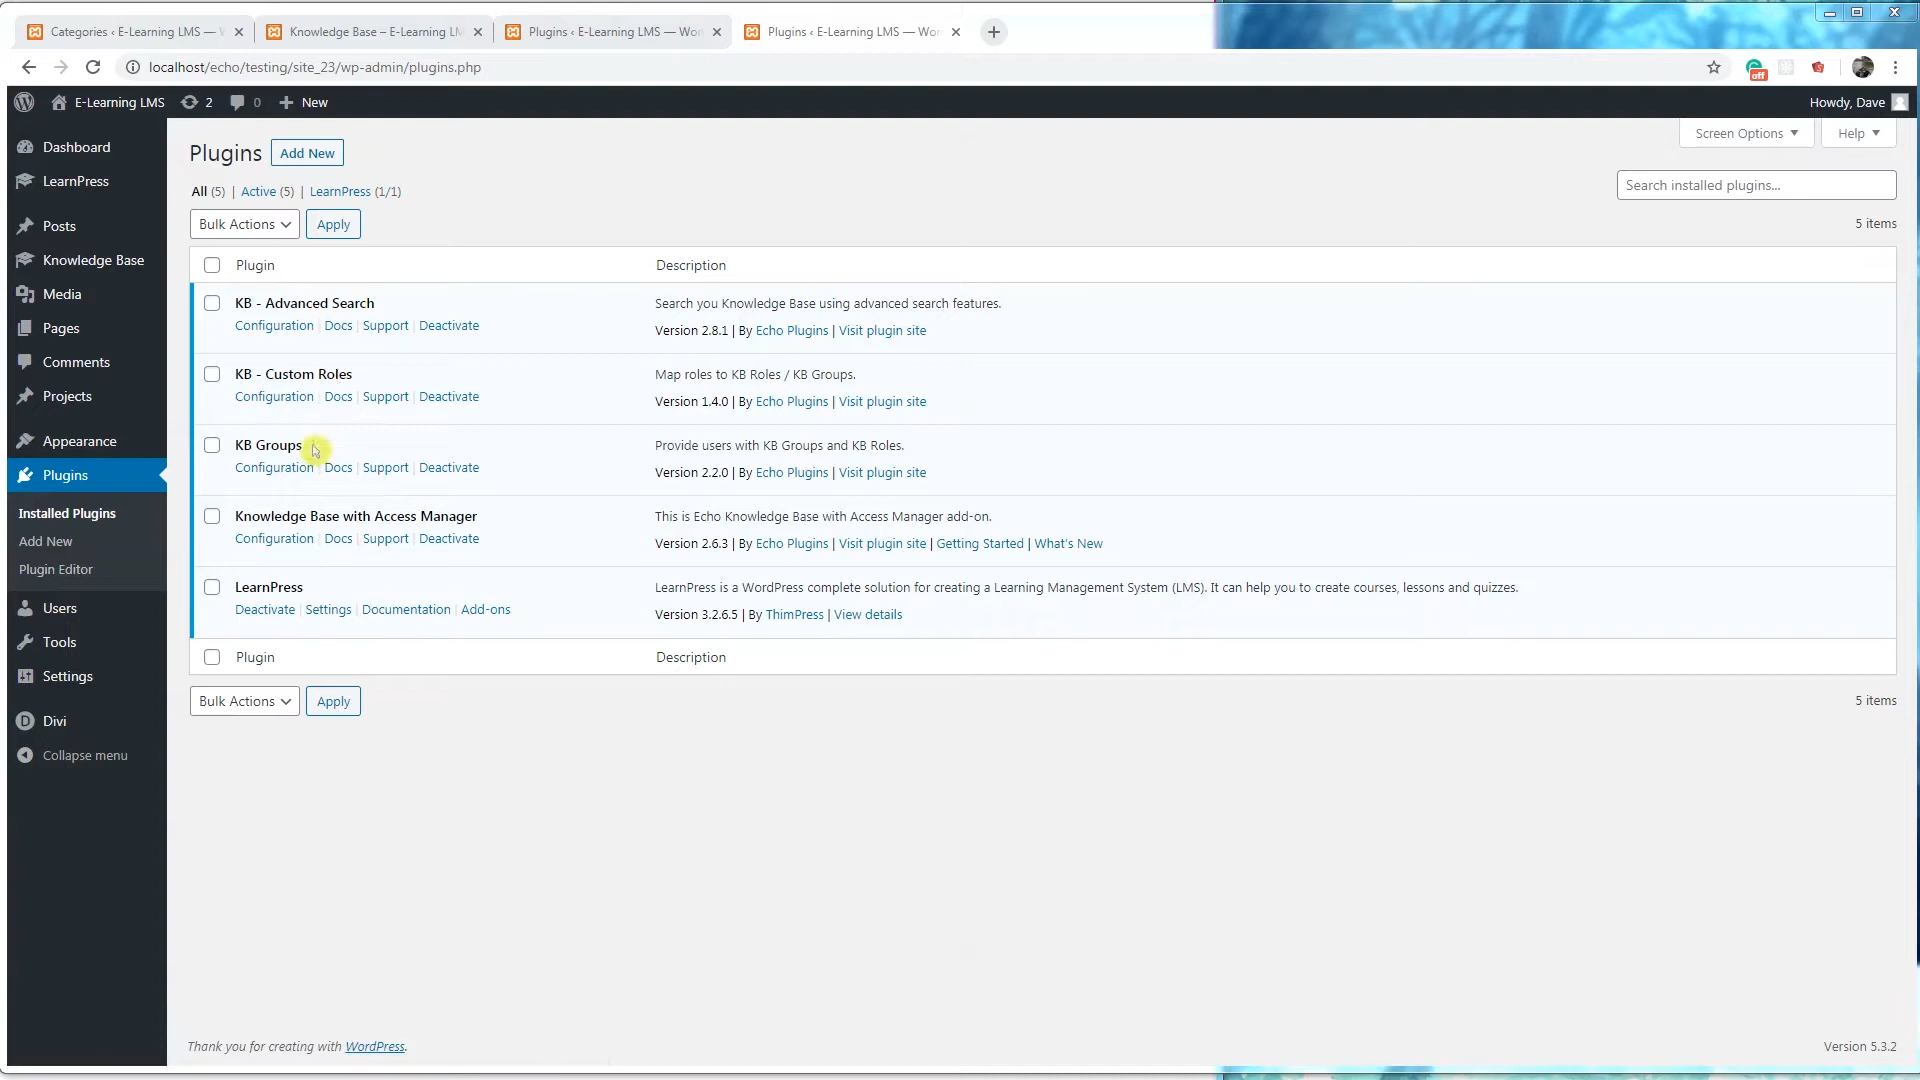 Categories ‹ E-Learning LMS — W
Knowledge Base – E-Learning LM
Plugins ‹ E-Learning LMS — Wor
Plugins ‹ E-Learning LMS — Wor
localhost/echo/testing/site_23/wp-admin/plugins.php
off
E-Learning LMS 2 0 New
Howdy, Dave
Dashboard
LearnPress
Posts
Knowledge Base
Media
Pages
Comments
Projects
Appearance
Plugins
Installed Plugins
Add New
Plugin Editor
Users
Tools
Settings
Divi
Collapse menu
Screen Options
Help
Plugins Add New
All (5) | Active (5) | LearnPress (1/1)
Search installed plugins...
Bulk Actions Apply
5 items
Plugin Description
KB - Advanced Search
Configuration | Docs | Support | Deactivate
Search you Knowledge Base using advanced search features.
Version 2.8.1 | By Echo Plugins | Visit plugin site
KB - Custom Roles
Configuration | Docs | Support | Deactivate
Map roles to KB Roles / KB Groups.
Version 1.4.0 | By Echo Plugins | Visit plugin site
KB Groups
Configuration | Docs | Support | Deactivate
Provide users with KB Groups and KB Roles.
Version 2.2.0 | By Echo Plugins | Visit plugin site
Knowledge Base with Access Manager
Configuration | Docs | Support | Deactivate
This is Echo Knowledge Base with Access Manager add-on.
Version 2.6.3 | By Echo Plugins | Visit plugin site | Getting Started | What's New
LearnPress
Deactivate | Settings | Documentation | Add-ons
LearnPress is a WordPress complete solution for creating a Learning Management System (LMS). It can help you to create courses, lessons and quizzes.
Version 3.2.6.5 | By ThimPress | View details
Plugin Description
Bulk Actions Apply
5 items
Thank you for creating with WordPress.
Version 5.3.2